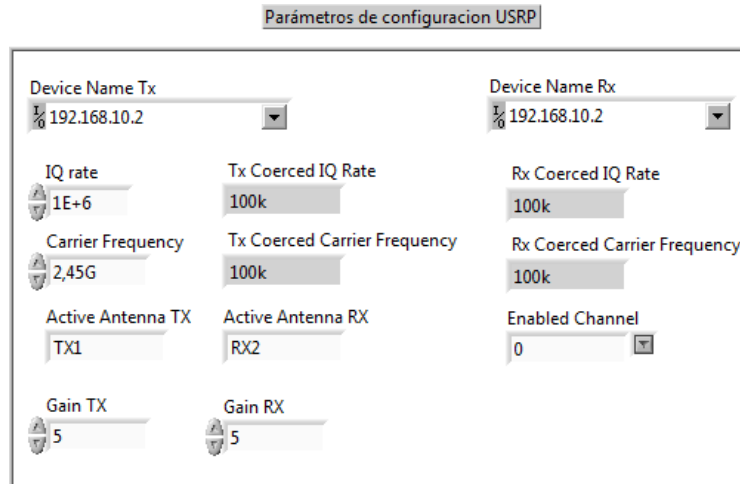 Parámetros de configuracion USRP
Device Name Tx
Device Name Rx
I/O 192.168.10.2
I/O 192.168.10.2
IQ rate
Tx Coerced IQ Rate
Rx Coerced IQ Rate
1E+6
100k
100k
Carrier Frequency
Tx Coerced Carrier Frequency
Rx Coerced Carrier Frequency
2,45G
100k
100k
Active Antenna TX
Active Antenna RX
Enabled Channel
TX1
RX2
0
Gain TX
Gain RX
5
5